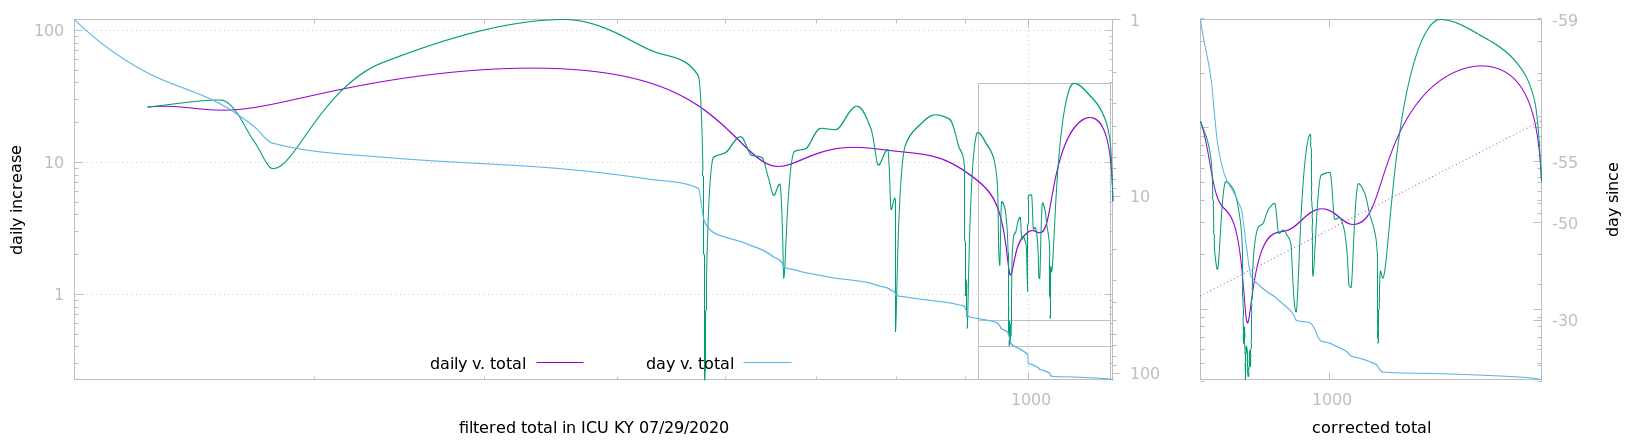 100
10
1
daily increase
daily v. total
day v. total
1
10
100
1000
filtered total in ICU KY 07/29/2020
-59
-55
-50
-30
day since
1000
corrected total